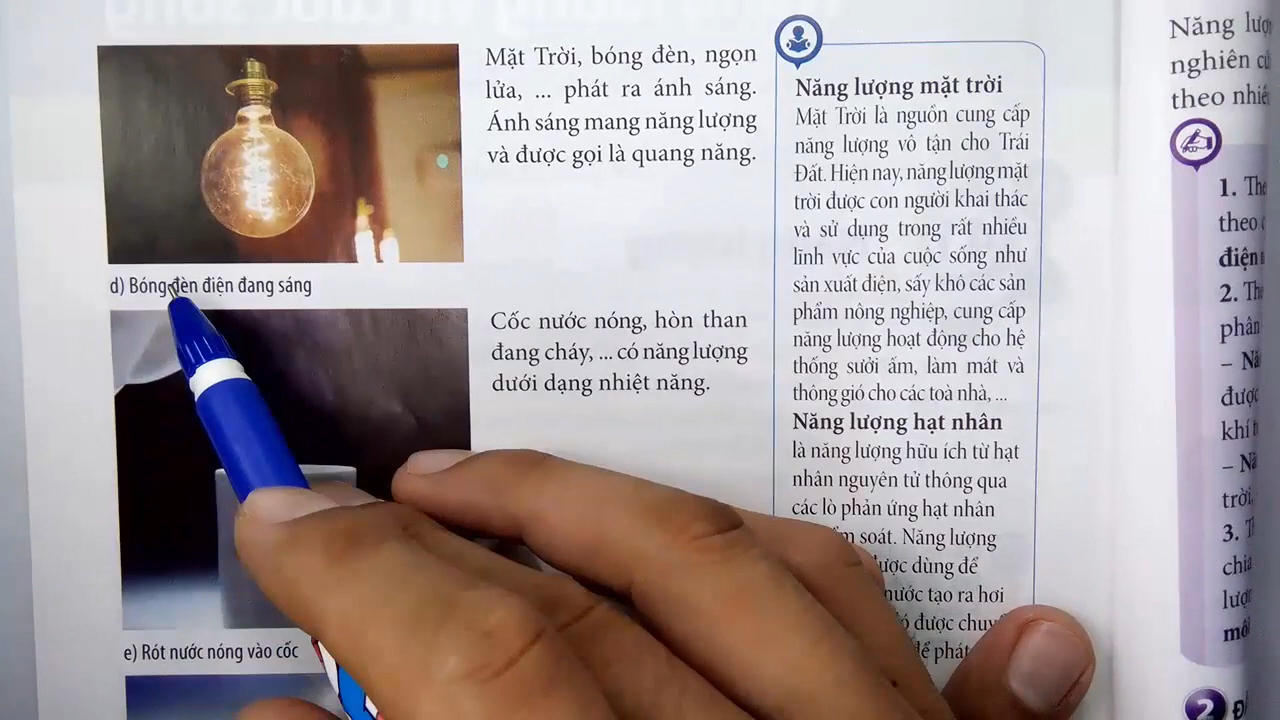 Mặt Trời, bóng đèn, ngọn
lửa, ... phát ra ánh sáng.
Ánh sáng mang năng lượng
và được gọi là quang năng.
d) Bóng đèn điện đang sáng
Cốc nước nóng, hòn than
đang cháy, ... có năng lượng
dưới dạng nhiệt năng.
e) Rót nước nóng vào cốc
Năng lượng mặt trời
Mặt Trời là nguồn cung cấp
năng lượng vô tận cho Trái
Đất. Hiện nay, năng lượng mặt
trời được con người khai thác
và sử dụng trong rất nhiều
lĩnh vực của cuộc sống như
sản xuất điện, sấy khô các sản
phẩm nông nghiệp, cung cấp
năng lượng hoạt động cho hệ
thống sưởi ấm, làm mát và
thông gió cho các toà nhà, ...
Năng lượng hạt nhân
là năng lượng hữu ích từ hạt
nhân nguyên tử thông qua
các lò phản ứng hạt nhân
soát. Năng lượng
dùng để
nước tạo ra hơi
được
để phát
Năng
nghiên
theo
1.
theo
điện
2.
phân
–
được
khí
–
trời,
3.
chia
2